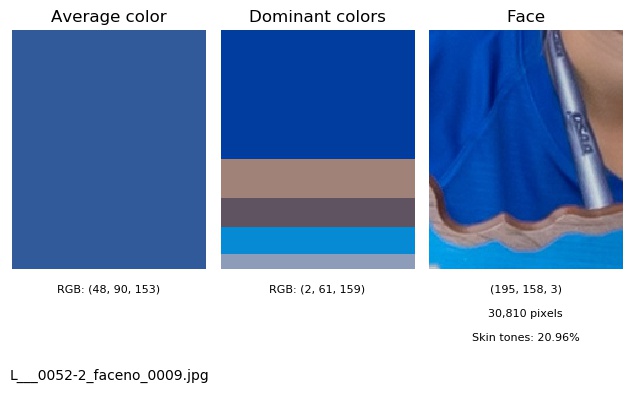 Average color
Dominant colors
Face
RGB: (48, 90, 153)
RGB: (2, 61, 159)
(195, 158, 3)
30,810 pixels
Skin tones: 20.96%
L___0052-2_faceno_0009.jpg